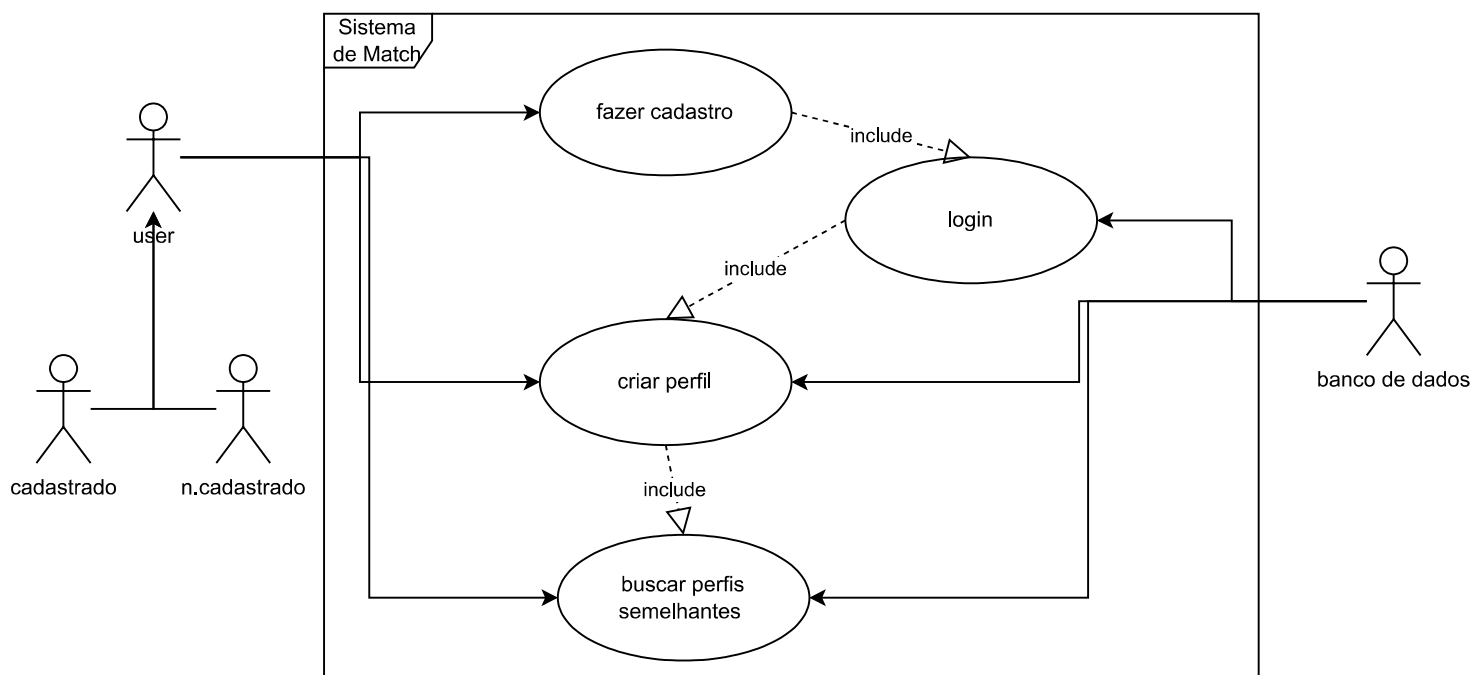 Sistema
de Match
fazer cadastro
include
user
login
include
banco de dados
criar perfil
cadastrado
n.cadastrado
include
buscar perfis
semelhantes